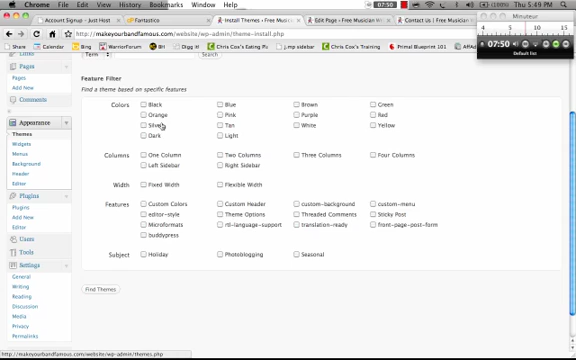 Chrome File Edit View History Bookmarks Window Help 07:50 Thu 5:49 PM
Account Signup - Just Host Fantastico Install Themes ‹ Free Musician Edit Page ‹ Free Musician W Contact Us | Free Musician W
makeyourbandfamous.com/website/wp-admin/theme-install.php
Bing WarriorForum Big Oven Chris Cox's Eating Pl jump sidebar Chris Cox's Training Primal Blueprint 101
Minuteur
07:50
Default list
Links
Pages
Pages
Add New
Comments
Appearance
Themes
Widgets
Menus
Background
Header
Editor
Plugins
Plugins
Add New
Editor
Users
Tools
Settings
General
Writing
Reading
Discussion
Media
Privacy
Permalinks
Term Search
Feature Filter
Find a theme based on specific features
Colors Black Blue Brown Green
Orange Pink Purple Red
Silver Tan White Yellow
Dark Light
Columns One Column Two Columns Three Columns Four Columns
Left Sidebar Right Sidebar
Width Fixed Width Flexible Width
Features Custom Colors Custom Header custom-background custom-menu
editor-style Theme Options Threaded Comments Sticky Post
Microformats rtl-language-support translation-ready front-page-post-form
buddypress
Subject Holiday Photoblogging Seasonal
Find Themes
http://makeyourbandfamous.com/website/wp-admin/themes.php